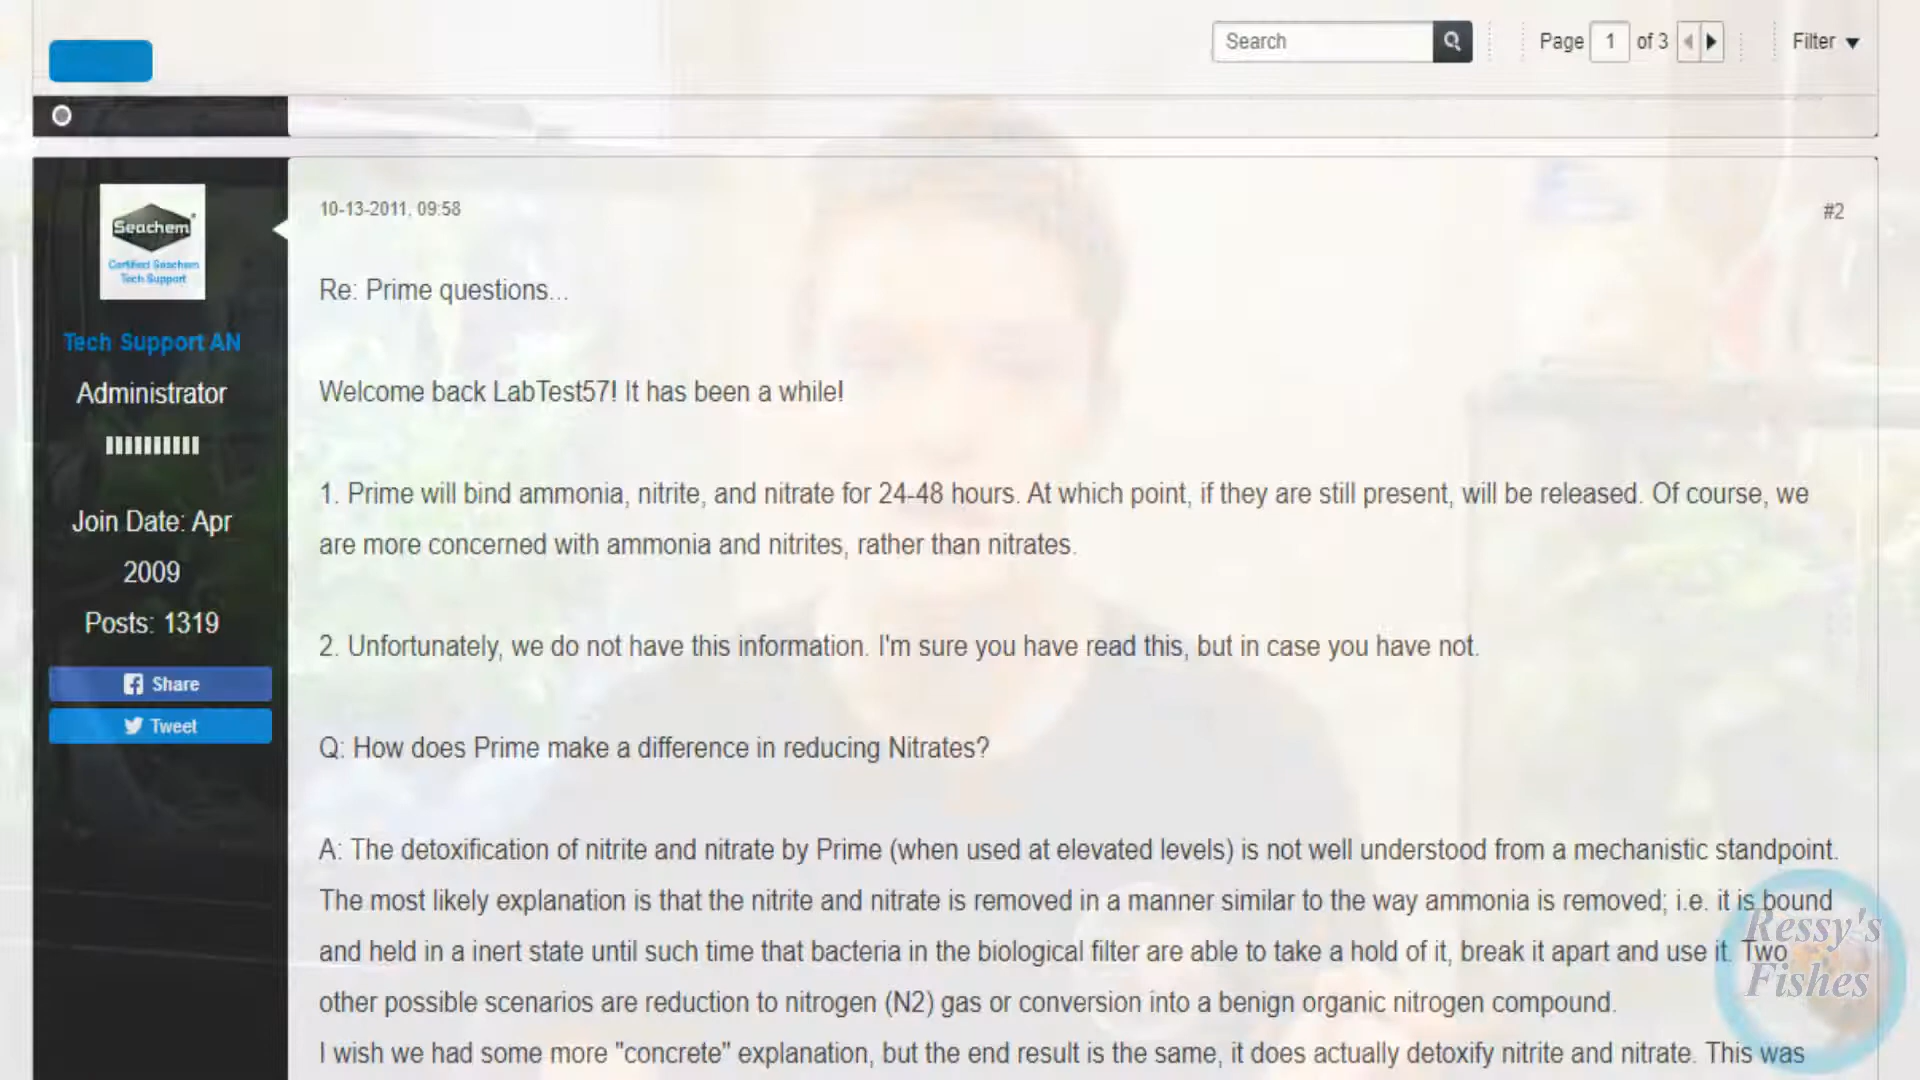 Search
Page 1 of 3
Filter
Seachem
Certified Seachem
Tech Support
10-13-2011, 09:58
#2
Re: Prime questions...
Tech Support AN
Administrator
Welcome back LabTest57! It has been a while!
1. Prime will bind ammonia, nitrite, and nitrate for 24-48 hours. At which point, if they are still present, will be released. Of course, we
are more concerned with ammonia and nitrites, rather than nitrates.
Join Date: Apr
2009
Posts: 1319
2. Unfortunately, we do not have this information. I'm sure you have read this, but in case you have not.
Share
Tweet
Q: How does Prime make a difference in reducing Nitrates?
A: The detoxification of nitrite and nitrate by Prime (when used at elevated levels) is not well understood from a mechanistic standpoint.
The most likely explanation is that the nitrite and nitrate is removed in a manner similar to the way ammonia is removed; i.e. it is bound
and held in a inert state until such time that bacteria in the biological filter are able to take a hold of it, break it apart and use it. Two
other possible scenarios are reduction to nitrogen (N2) gas or conversion into a benign organic nitrogen compound.
I wish we had some more "concrete" explanation, but the end result is the same, it does actually detoxify nitrite and nitrate. This was
Ressy's
Fishes